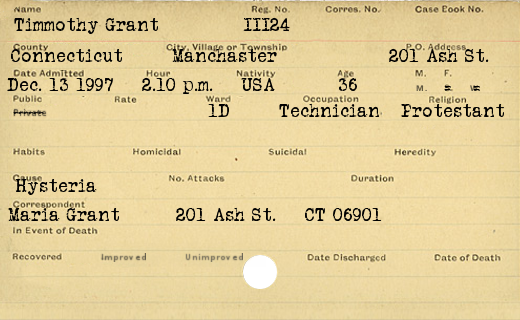 Name Reg. No. Corres. No. Case Book No.
Timmothy Grant III24
County City, Village or Township P.O. Address
Connecticut Manchaster 201 Ash St.
Date Admitted Hour Nativity Age M. F.
Dec. 13 1997 2.10 p.m. USA 36 M. S. W.
Public Rate Ward Occupation Religion
Private 1D Technician Protestant
Habits Homicidal Suicidal Heredity
Cause No. Attacks Duration
Hysteria
Correspondent
Maria Grant 201 Ash St. CT 06901
In Event of Death
Recovered Improved Unimproved Date Discharged Date of Death